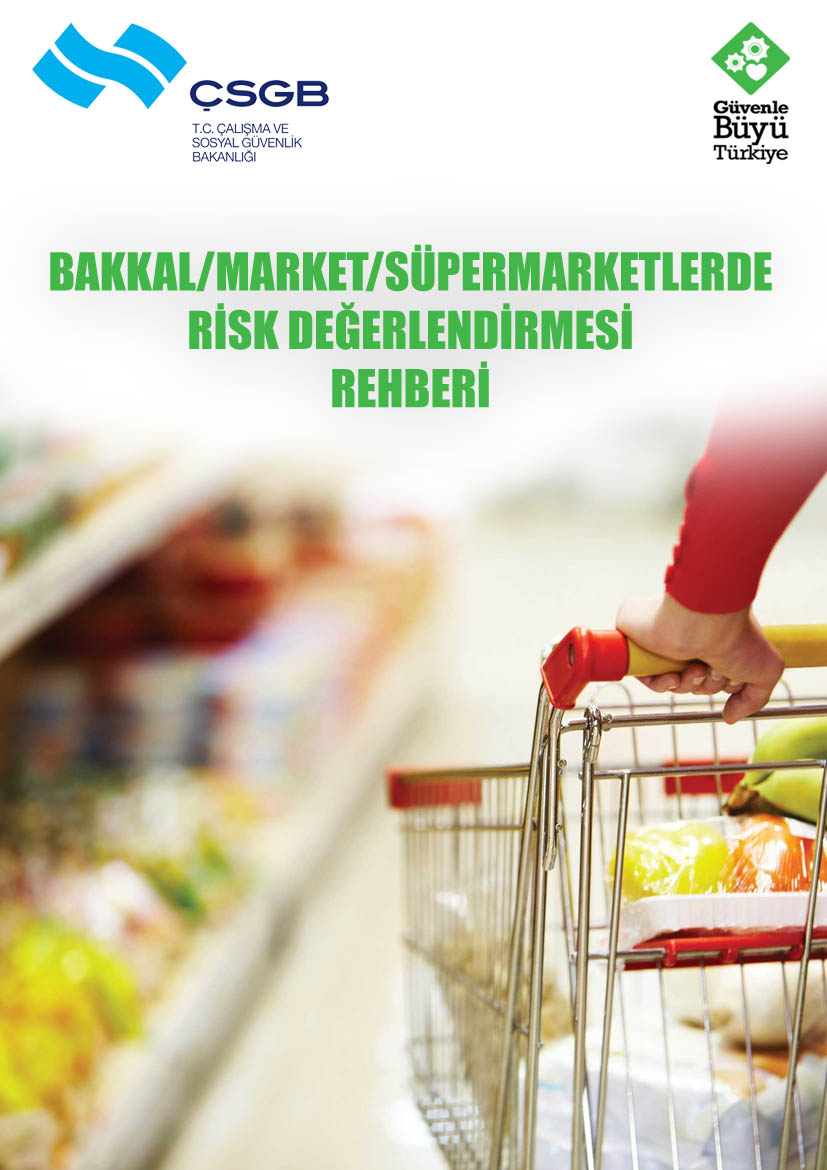 ÇSGB
T.C. ÇALIŞMA VE
SOSYAL GÜVENLİK
BAKANLIĞI
Güvenle
Büyü
Türkiye
BAKKAL/MARKET/SÜPERMARKETLERDE
RİSK DEĞERLENDİRMESİ
REHBERİ